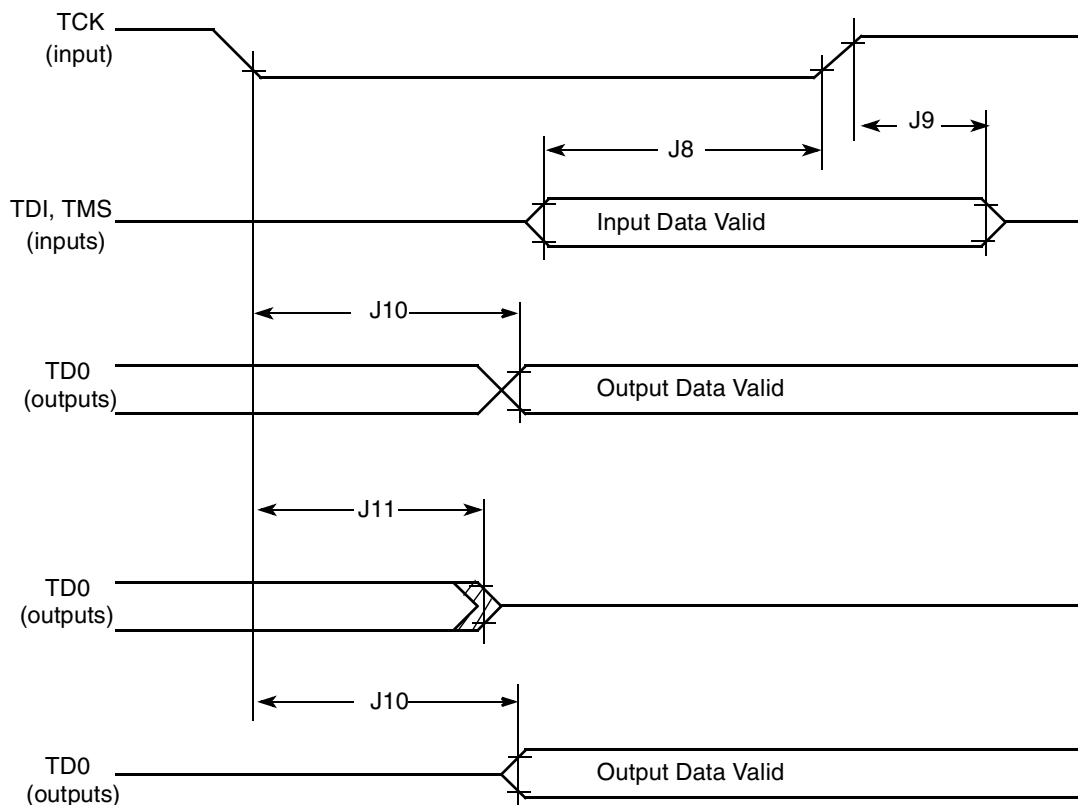 TCK
(input)
J9
J8
TDI, TMS
(inputs)
Input Data Valid
J10
TD0
(outputs)
Output Data Valid
J11
TD0
(outputs)
J10
TD0
(outputs)
Output Data Valid